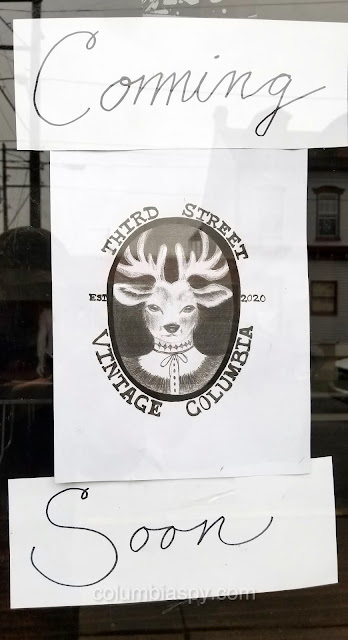 Coming
THIRD STREET
EST 2020
VINTAGE COLUMBIA
Soon
columbiaspy.com